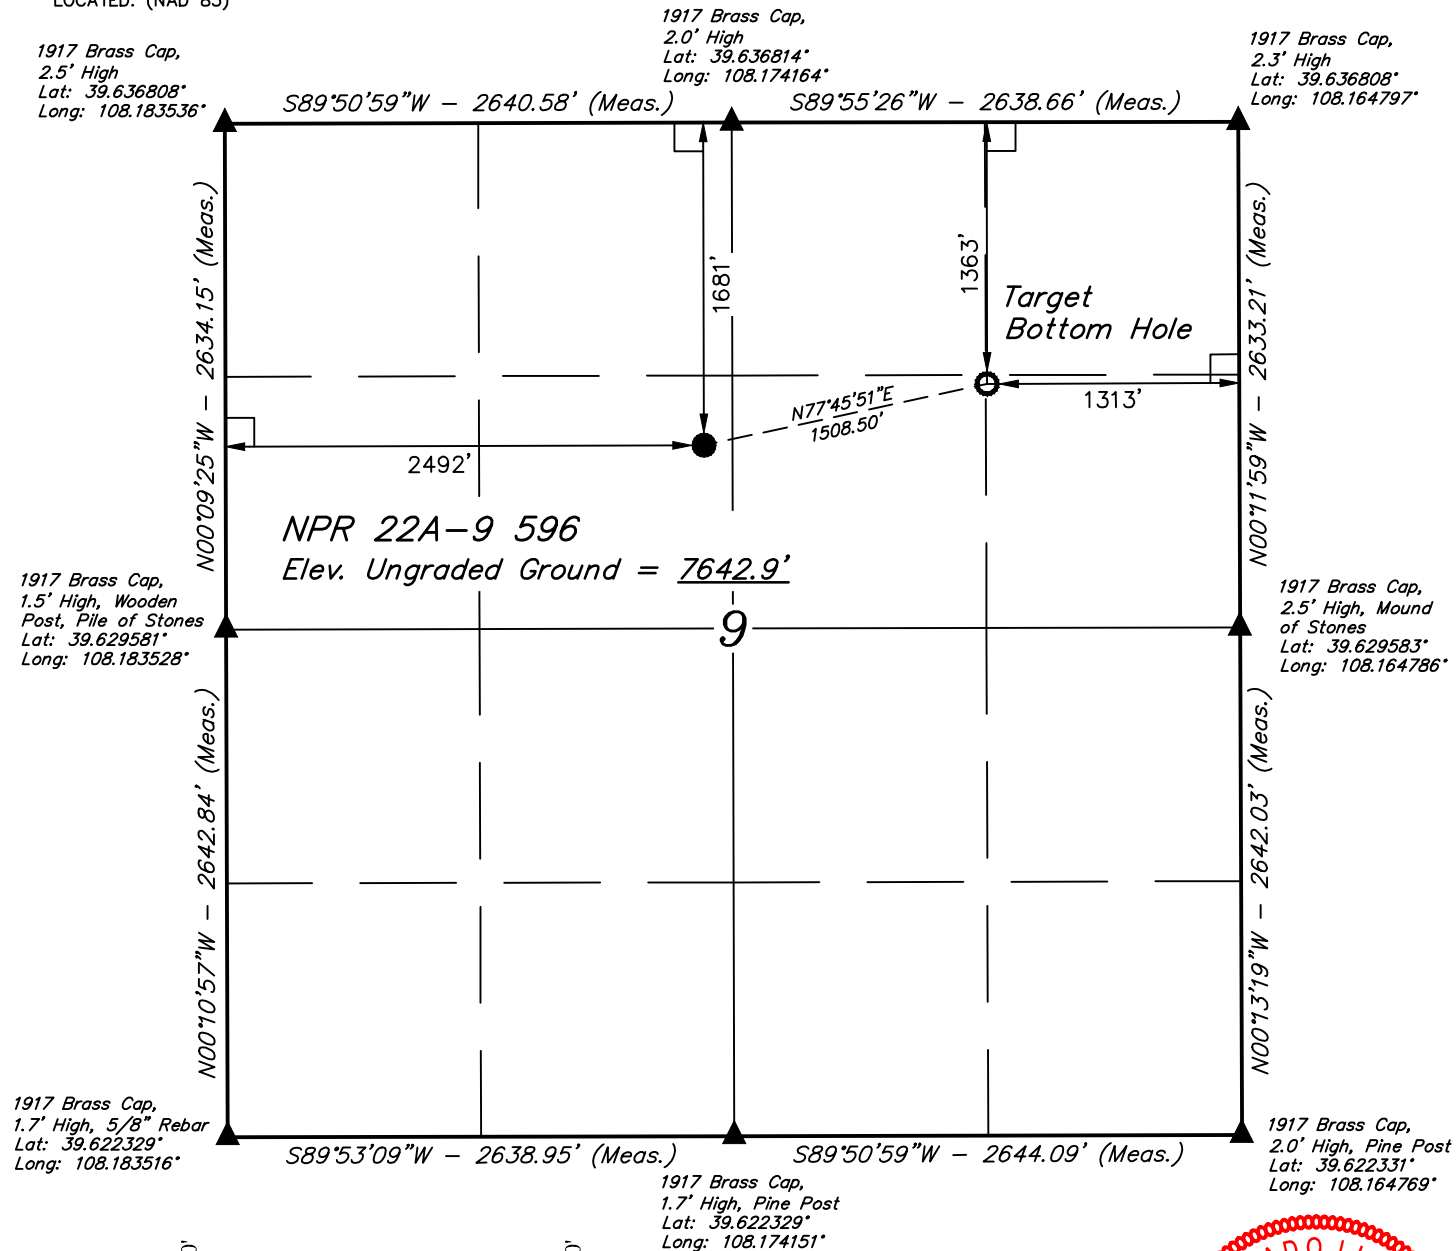 LOCATED. (NAD 83)
1917 Brass Cap,
2.5' High
Lat: 39.636808°
Long: 108.183536°
1917 Brass Cap,
2.0' High
Lat: 39.636814°
Long: 108.174164°
1917 Brass Cap,
2.3' High
Lat: 39.636808°
Long: 108.164797°
S89°50'59"W - 2640.58' (Meas.)
S89°55'26"W - 2638.66' (Meas.)
N00°09'25"W - 2634.15' (Meas.)
1681'
1363'
N00°11'59"W - 2633.21' (Meas.)
Target
Bottom Hole
1313'
N77°45'51"E
1508.50'
2492'
NPR 22A-9 596
Elev. Ungraded Ground = 7642.9'
1917 Brass Cap,
1.5' High, Wooden
Post, Pile of Stones
Lat: 39.629581°
Long: 108.183528°
9
1917 Brass Cap,
2.5' High, Mound
of Stones
Lat: 39.629583°
Long: 108.164786°
N00°10'57"W - 2642.84' (Meas.)
N00°13'19"W - 2642.03' (Meas.)
1917 Brass Cap,
1.7' High, 5/8" Rebar
Lat: 39.622329°
Long: 108.183516°
S89°53'09"W - 2638.95' (Meas.)
S89°50'59"W - 2644.09' (Meas.)
1917 Brass Cap,
1.7' High, Pine Post
Lat: 39.622329°
Long: 108.174151°
1917 Brass Cap,
2.0' High, Pine Post
Lat: 39.622331°
Long: 108.164769°